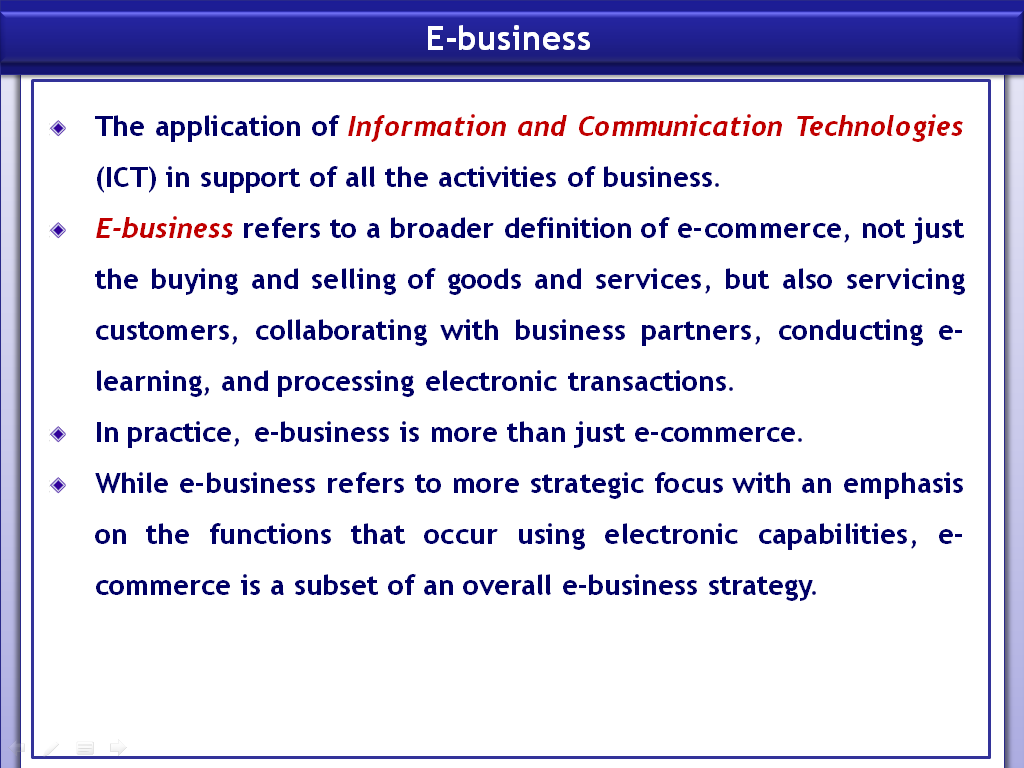 E-business
The application of Information and Communication Technologies
(ICT) in support of all the activities of business.
E-business refers to a broader definition of e-commerce, not just
the buying and selling of goods and services, but also servicing
customers, collaborating with business partners, conducting e-
learning, and processing electronic transactions.
In practice, e-business is more than just e-commerce.
While e-business refers to more strategic focus with an emphasis
on the functions that occur using electronic capabilities, e-
commerce is a subset of an overall e-business strategy.